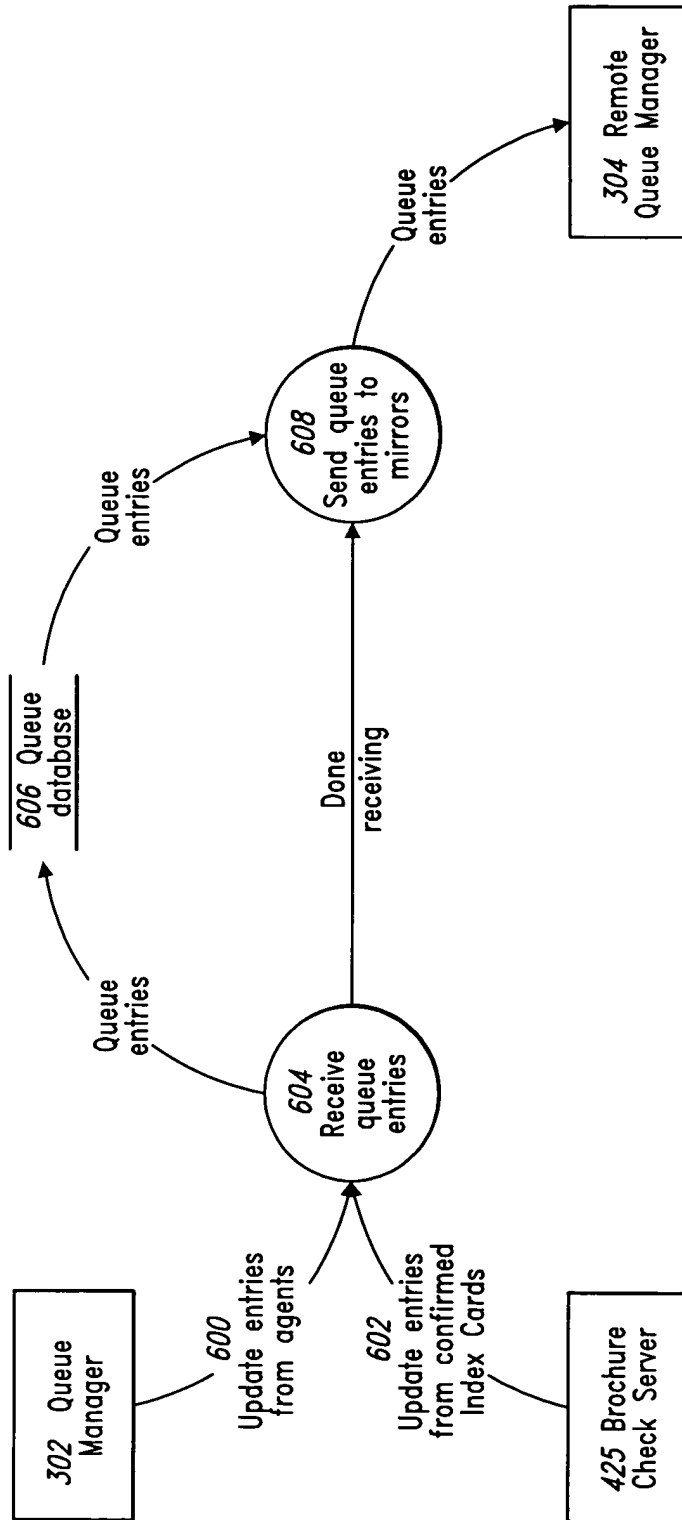 302 Queue
Manager
600
Update entries
from agents
602
Update entries
from confirmed
Index Cards
425 Brochure
Check Server
604
Receive
queue
entries
Queue
entries
606 Queue
database
Done
receiving
Queue
entries
608
Send queue
entries to
mirrors
Queue
entries
304 Remote
Queue Manager